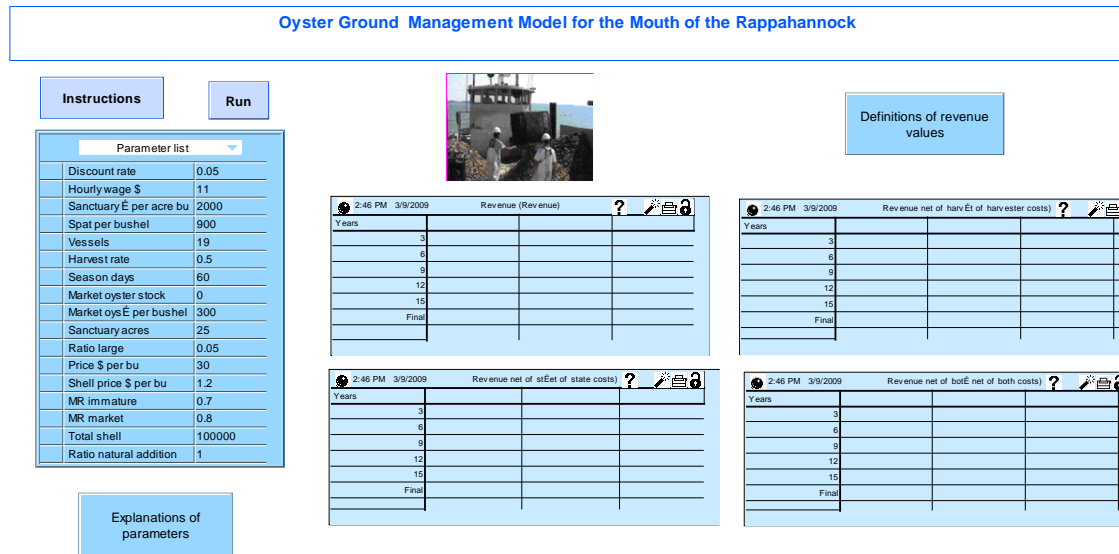 Oyster Ground Management Model for the Mouth of the Rappahannock
Instructions
Run
Definitions of revenue
values
Parameter list
Discount rate 0.05
Hourly wage $ 11
Sanctuary É per acre bu 2000
Spat per bushel 900
Vessels 19
Harvest rate 0.5
Season days 60
Market oyster stock 0
Market oysÉ per bushel 300
Sanctuary acres 25
Ratio large 0.05
Price $ per bu 30
Shell price $ per bu 1.2
MR immature 0.7
MR market 0.8
Total shell 100000
Ratio natural addition 1
Explanations of
parameters
2:46 PM 3/9/2009 Revenue (Revenue) ?
Years
3
6
9
12
15
Final
2:46 PM 3/9/2009 Revenue net of harvÉt of harvester costs) ?
Years
3
6
9
12
15
Final
2:46 PM 3/9/2009 Revenue net of stÉet of state costs) ?
Years
3
6
9
12
15
Final
2:46 PM 3/9/2009 Revenue net of botÉ net of both costs) ?
Years
3
6
9
12
15
Final